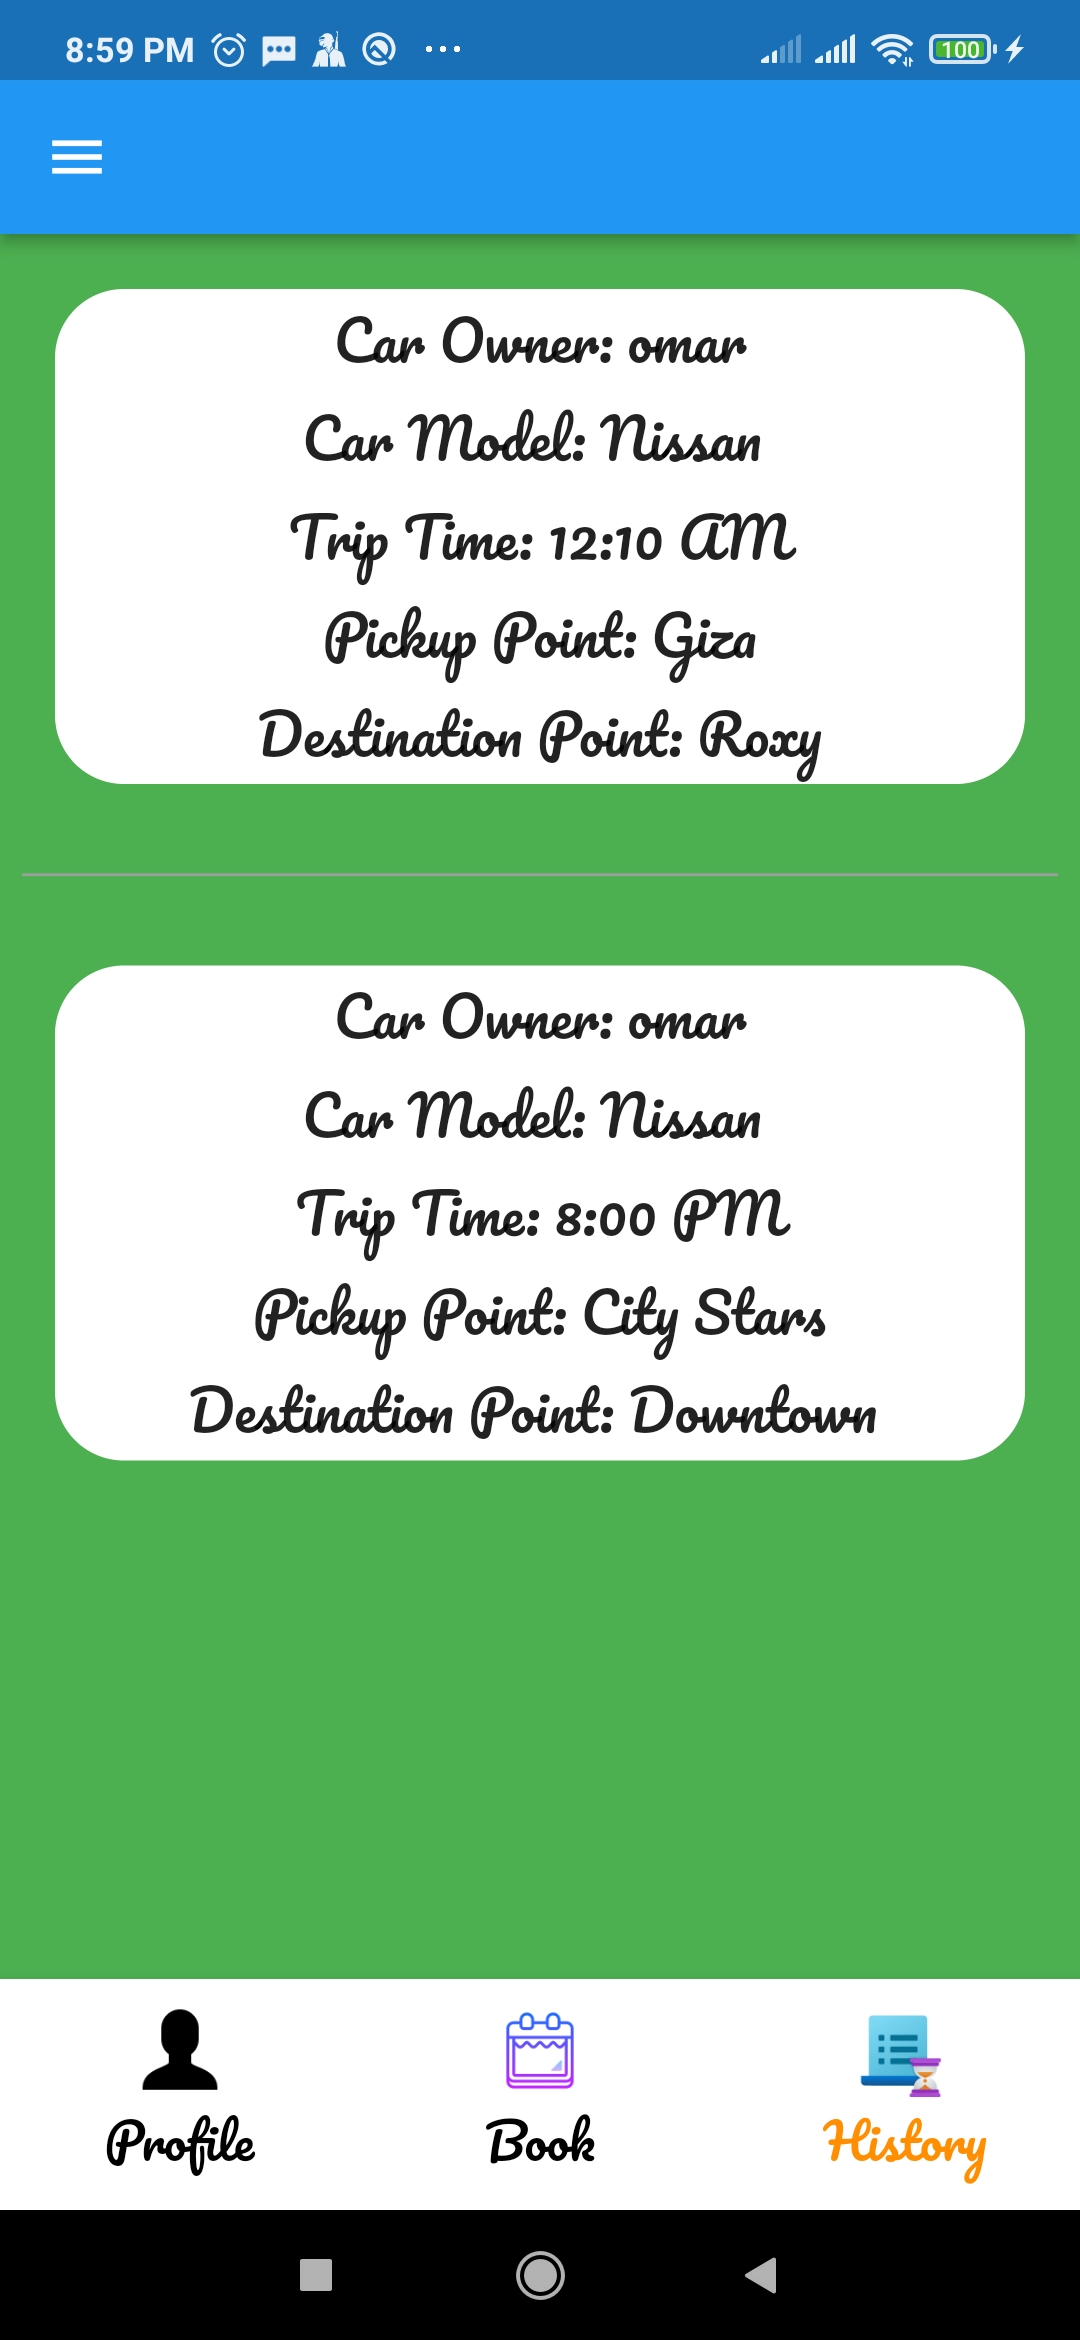 8:59 PM
100
Car Owner: omar
Car Model: Nissan
Trip Time: 12:10 AM
Pickup Point: Giza
Destination Point: Roxy
Car Owner: omar
Car Model: Nissan
Trip Time: 8:00 PM
Pickup Point: City Stars
Destination Point: Downtown
Profile
Book
History